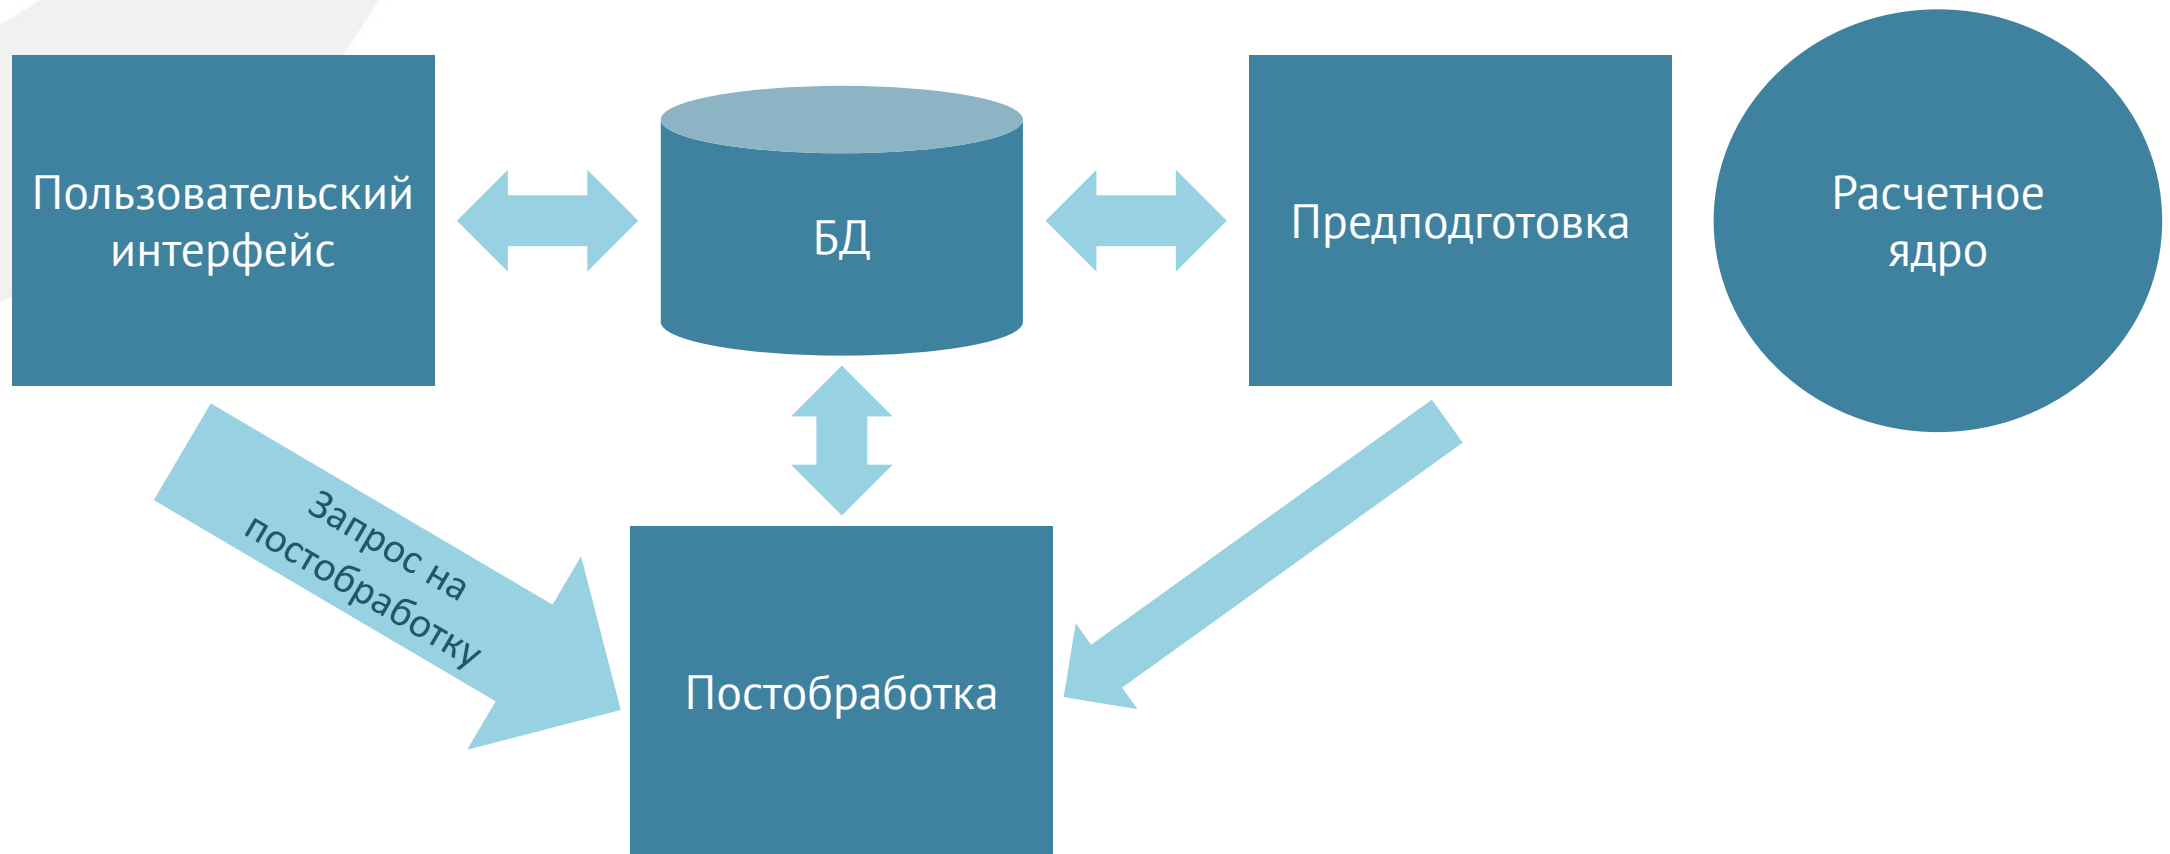 Пользовательский
интерфейс
БД
Предподготовка
Расчетное
ядро
Запрос на
постобработку
Постобработка